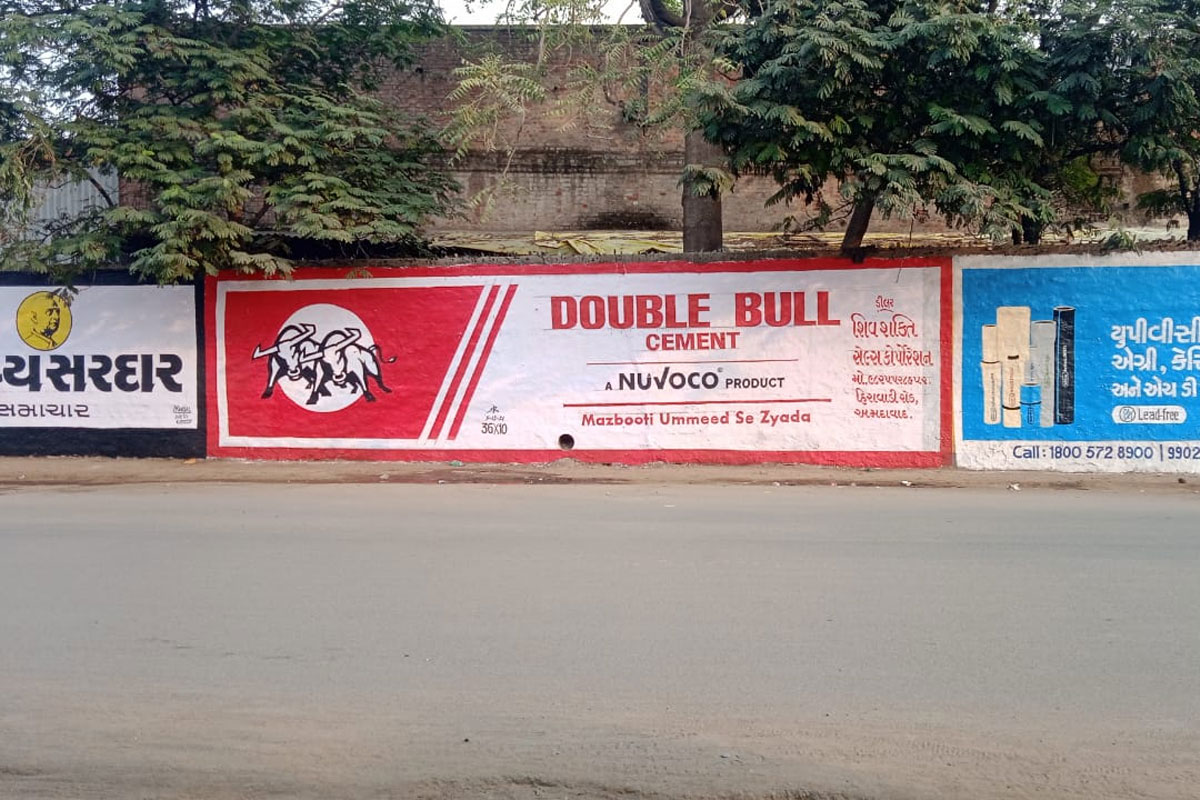 વ્યસરદાર
સમાચાર
DOUBLE BULL
CEMENT
A NUVOCO PRODUCT
Mazbooti Ummeed Se Zyada
36X10
ડીલર
શિવ શક્તિ
સેલ્સ કોર્પોરેશન
અમદાવાદ.
યુપીવીસી
એગ્રી, કેસિ
અને એચ ડી
Lead-free
Call : 1800 572 8900 | 9902